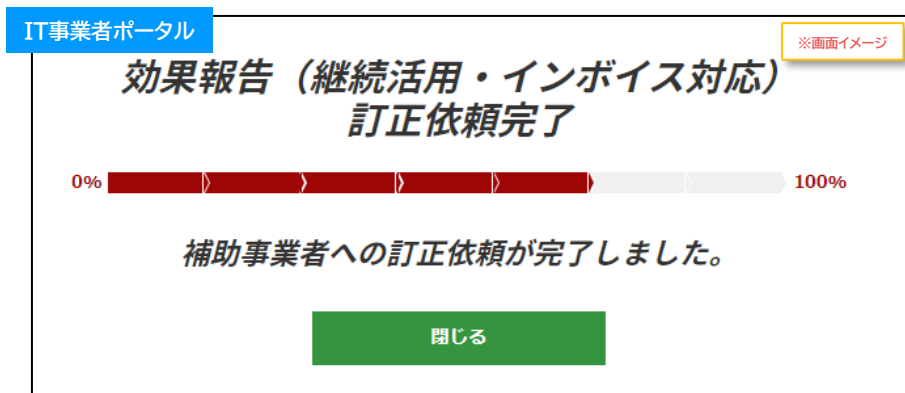 IT事業者ポータル
※画面イメージ
効果報告（継続活用・インボイス対応）
訂正依頼完了
0% 100%
補助事業者への訂正依頼が完了しました。
閉じる